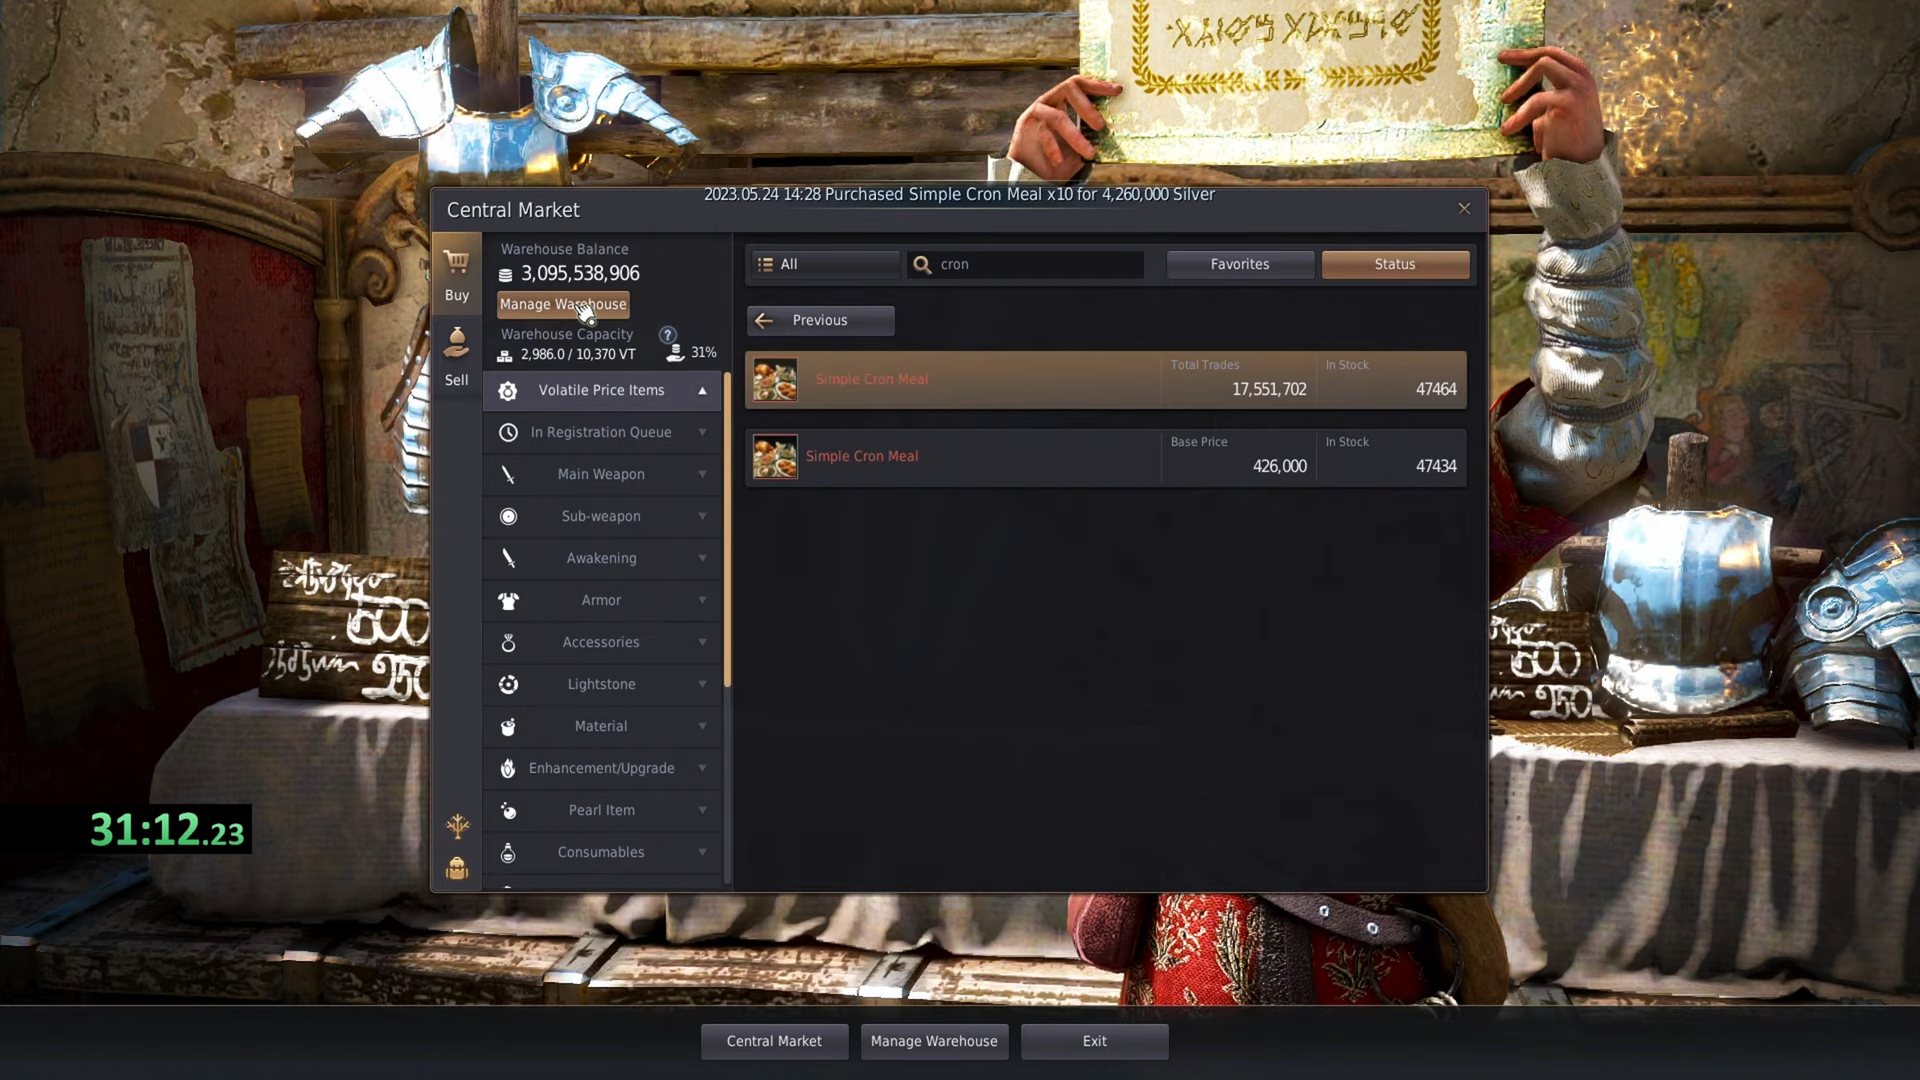 2023.05.24 14:28 Purchased Simple Cron Meal x10 for 4,260,000 Silver
Central Market
Buy
Sell
Warehouse Balance
3,095,538,906
Manage Warehouse
Warehouse Capacity
?
2,986.0 / 10,370 VT
31%
Volatile Price Items
In Registration Queue
Main Weapon
Sub-weapon
Awakening
Armor
Accessories
Lightstone
Material
Enhancement/Upgrade
Pearl Item
Consumables
All
cron
Favorites
Status
Previous
Simple Cron Meal
Total Trades
17,551,702
In Stock
47464
Simple Cron Meal
Base Price
426,000
In Stock
47434
31:12.23
Central Market
Manage Warehouse
Exit